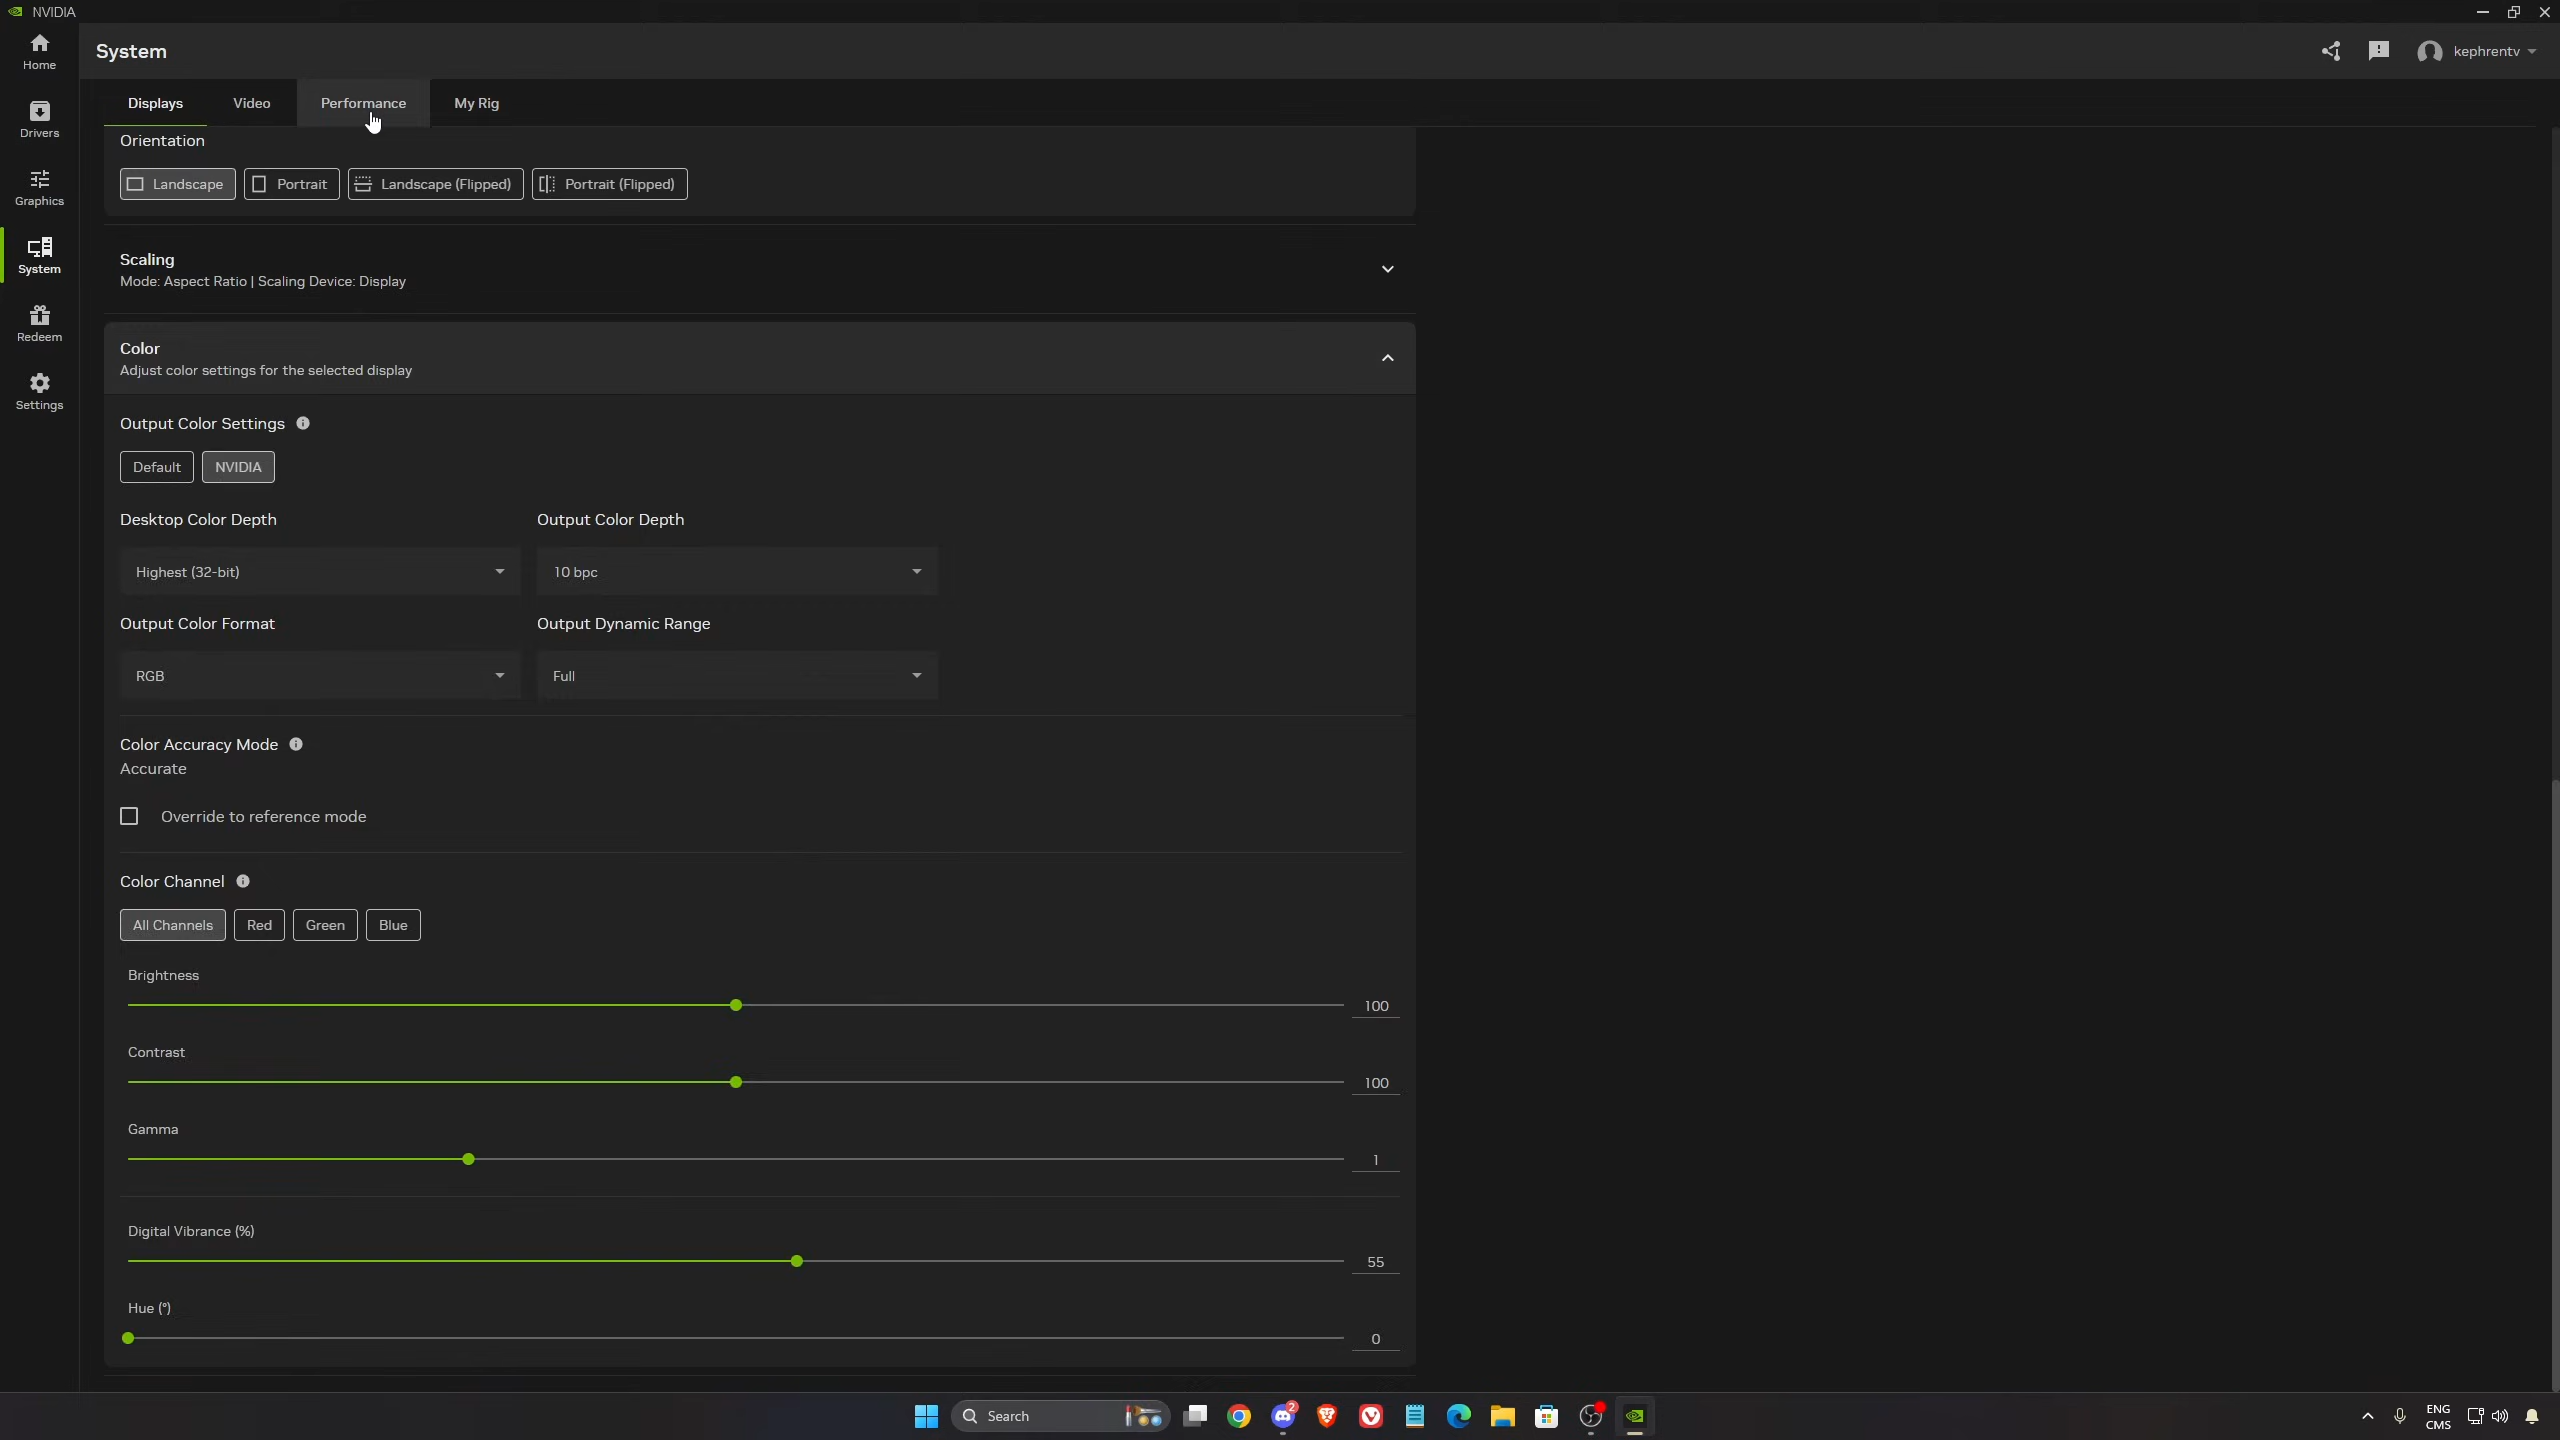 NVIDIA
Home
System
kephrentv
Drivers
Displays
Video
Performance
My Rig
Orientation
Landscape
Portrait
Landscape (Flipped)
Portrait (Flipped)
Graphics
System
Redeem
Settings
Scaling
Mode: Aspect Ratio | Scaling Device: Display
Color
Adjust color settings for the selected display
Output Color Settings
Default
NVIDIA
Desktop Color Depth
Output Color Depth
Highest (32-bit)
10 bpc
Output Color Format
Output Dynamic Range
RGB
Full
Color Accuracy Mode
Accurate
Override to reference mode
Color Channel
All Channels
Red
Green
Blue
Brightness
100
Contrast
100
Gamma
1
Digital Vibrance (%)
55
Hue (°)
0
Search
2
ENG
CMS